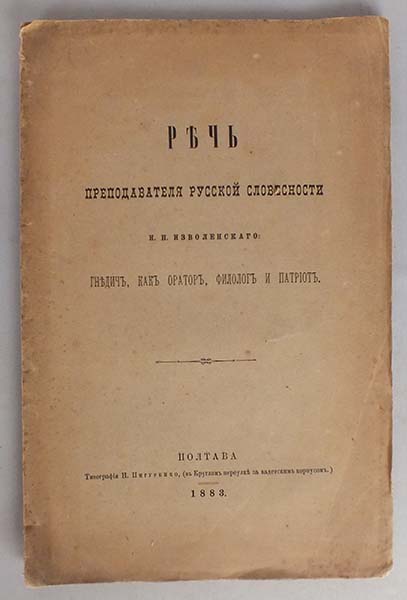 РѢЧЬ
ПРЕПОДАВАТЕЛЯ РУССКОЙ СЛОВЕСНОСТИ
Н. П. ИЗВОЛЕНСКАГО:
ГНѢДИЧЪ, КАКЪ ОРАТОРЪ, ФИЛОЛОГЪ И ПАТРІОТЪ.
ПОЛТАВА
Типографія Н. Пигуренко, (въ Кругломъ переулкѣ за кадетскимъ корпусомъ.)
1883.